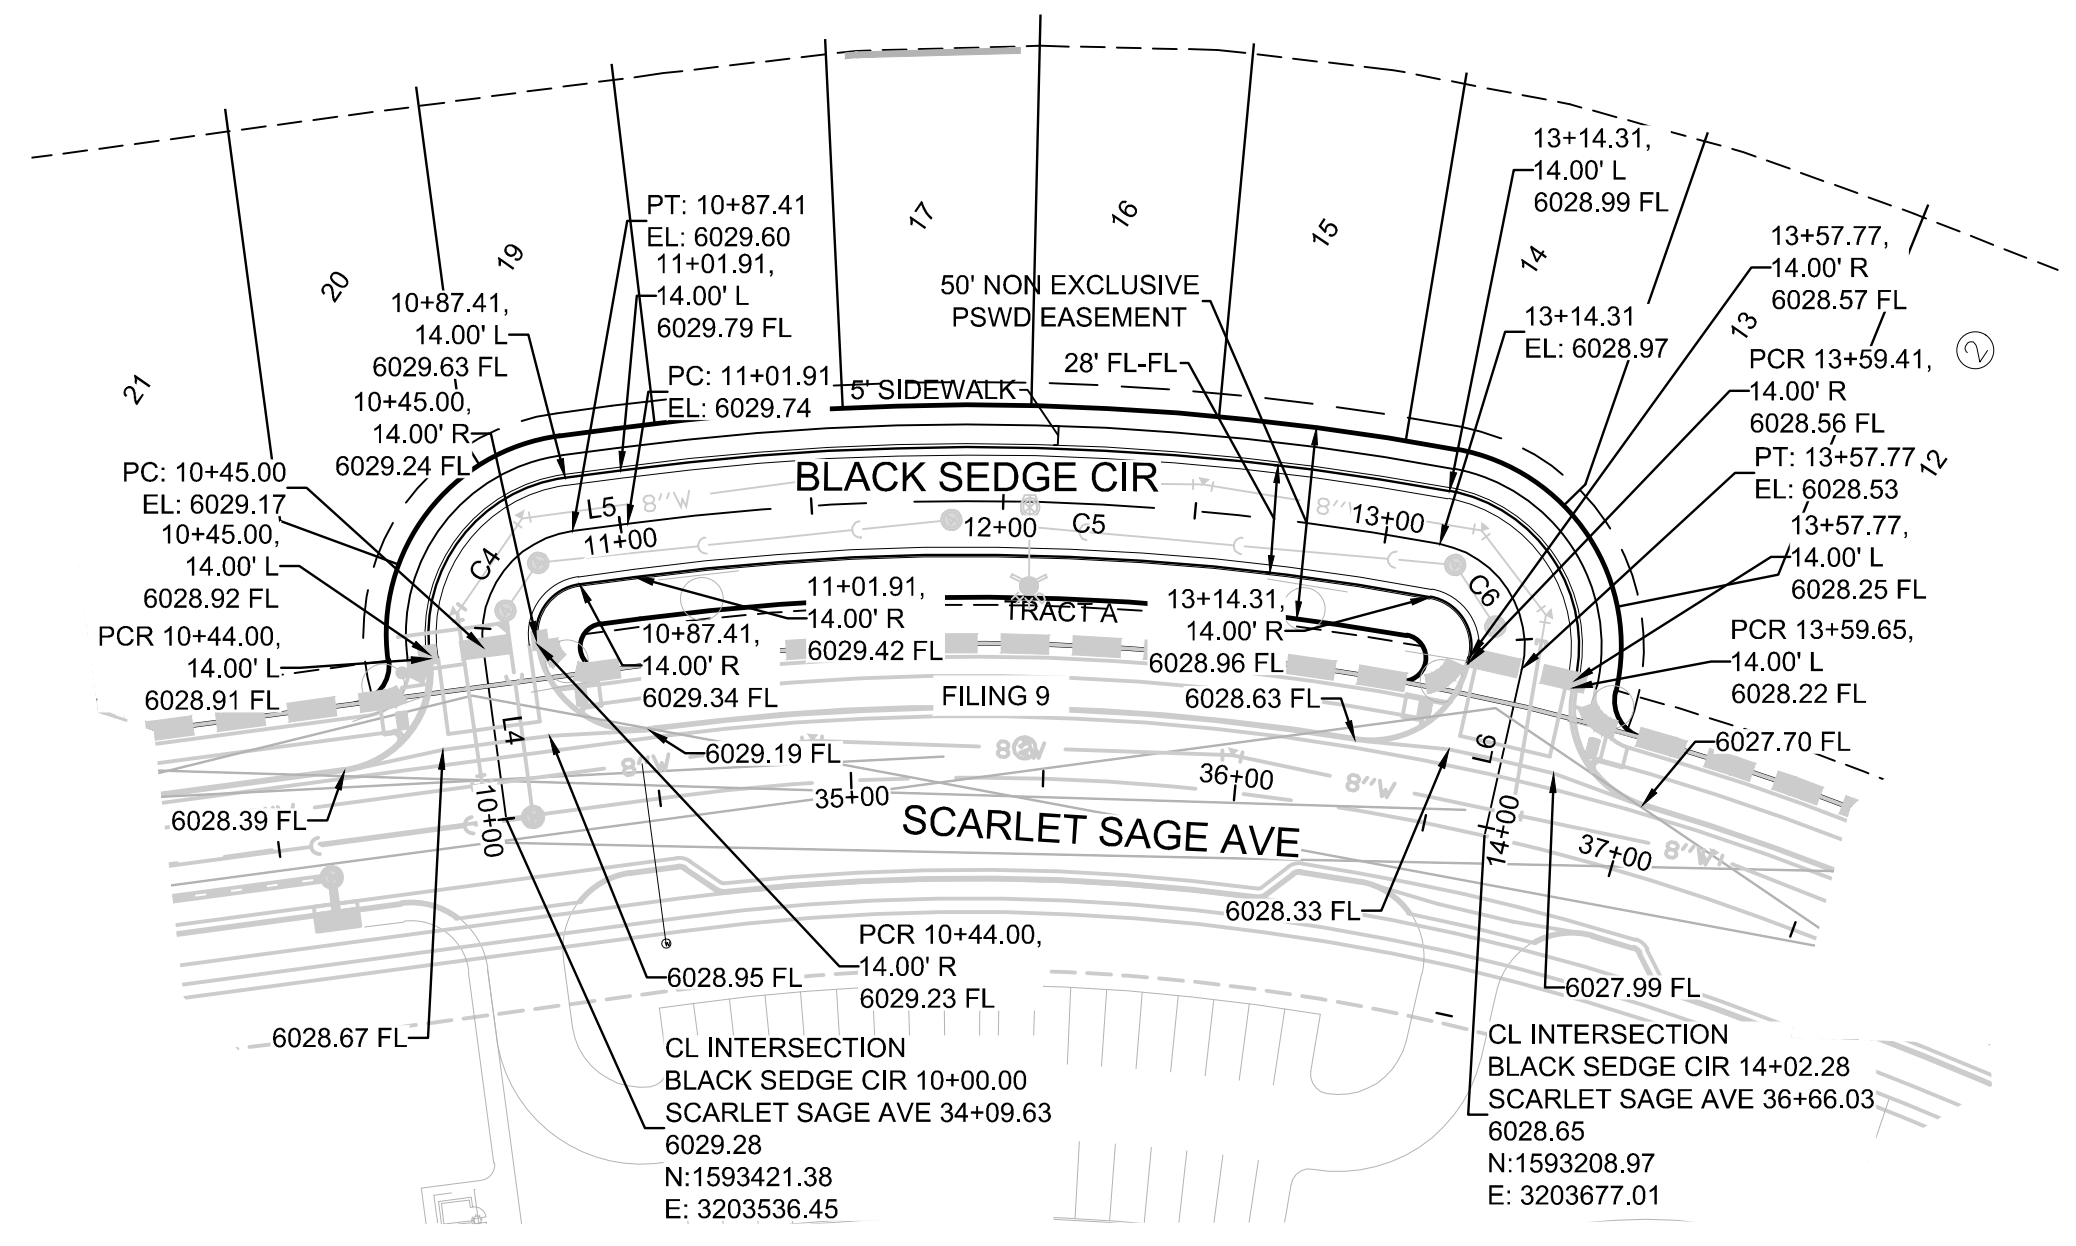 13+14.31,
14.00' L
6028.99 FL
PT: 10+87.41
EL: 6029.60
11+01.91,
14.00' L
6029.79 FL
17
16
15
14
13
12
19
20
21
2
13+57.77,
14.00' R
6028.57 FL
10+87.41,
14.00' L
6029.63 FL
50' NON EXCLUSIVE
PSWD EASEMENT
13+14.31
EL: 6028.97
28' FL-FL
PCR 13+59.41,
14.00' R
6028.56 FL
PC: 11+01.91
EL: 6029.74
5' SIDEWALK
10+45.00,
14.00' R
6029.24 FL
PC: 10+45.00
EL: 6029.17
PT: 13+57.77
EL: 6028.53
BLACK SEDGE CIR
10+45.00,
14.00' L
6028.92 FL
13+57.77,
14.00' L
6028.25 FL
L5
8"W
8"W
C4
11+00
12+00
C5
13+00
C6
11+01.91,
14.00' R
6029.42 FL
TRACT A
13+14.31,
14.00' R
6028.96 FL
PCR 10+44.00,
14.00' L
6028.91 FL
10+87.41,
14.00' R
6029.34 FL
PCR 13+59.65,
14.00' L
6028.22 FL
FILING 9
6028.63 FL
L4
6029.19 FL
L6
6027.70 FL
8"W
8"W
8"W
8"W
10+00
35+00
36+00
14+00
37+00
6028.39 FL
SCARLET SAGE AVE
6028.33 FL
PCR 10+44.00,
14.00' R
6029.23 FL
6028.95 FL
6027.99 FL
6028.67 FL
CL INTERSECTION
BLACK SEDGE CIR 10+00.00
SCARLET SAGE AVE 34+09.63
6029.28
N:1593421.38
E: 3203536.45
CL INTERSECTION
BLACK SEDGE CIR 14+02.28
SCARLET SAGE AVE 36+66.03
6028.65
N:1593208.97
E: 3203677.01